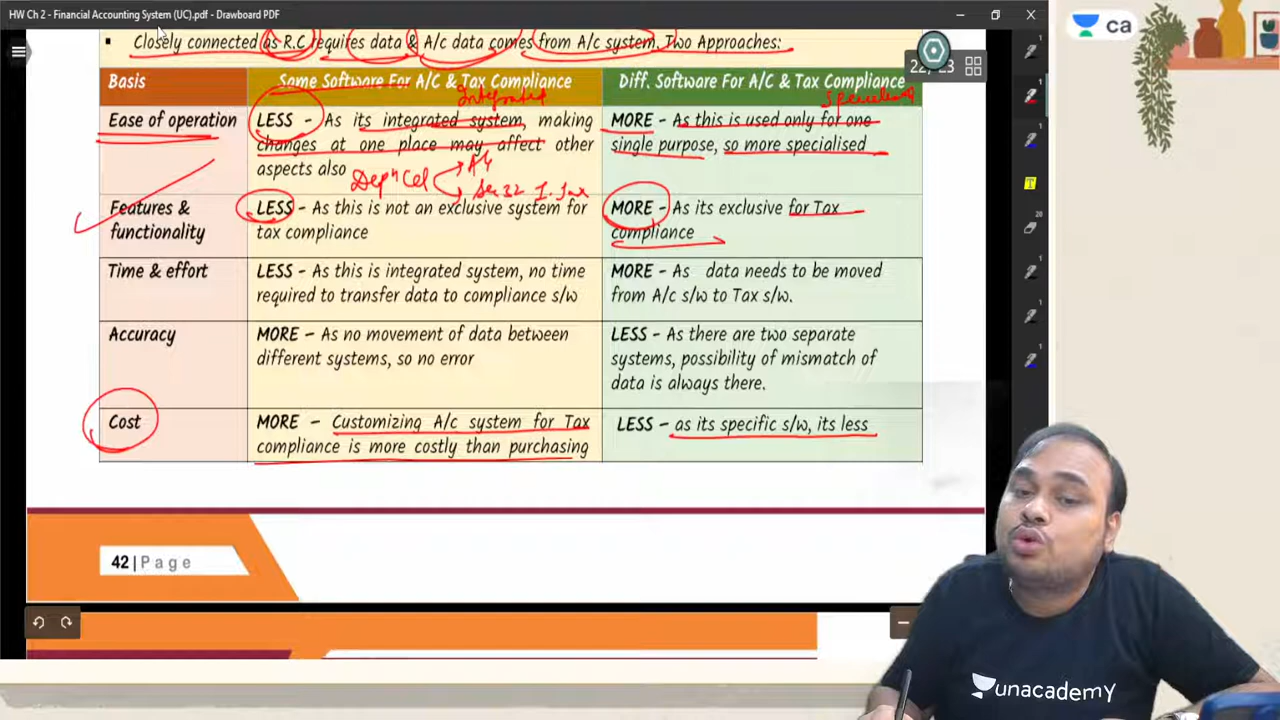 HW Ch 2 - Financial Accounting System (UC).pdf - Drawboard PDF
ca
▪ Closely connected as R.C requires data & A/c data comes from A/c system. Two Approaches:
Basis
Same Software For A/C & Tax Compliance
Diff. Software For A/C & Tax Compliance
Integrated
Ease of operation
LESS - As its integrated system, making
changes at one place may affect other
aspects also
Depn Cal
A/c
Sec 32 I. Tax
MORE - As this is used only for one
single purpose, so more specialised
Features &
functionality
LESS - As this is not an exclusive system for
tax compliance
MORE - As its exclusive for Tax
compliance
Time & effort
LESS - As this is integrated system, no time
required to transfer data to compliance s/w
MORE - As data needs to be moved
from A/c s/w to Tax s/w.
Accuracy
MORE - As no movement of data between
different systems, so no error
LESS - As there are two separate
systems, possibility of mismatch of
data is always there.
Cost
MORE - Customizing A/c system for Tax
compliance is more costly than purchasing
LESS - as its specific s/w, its less
42 | Page
unacademy